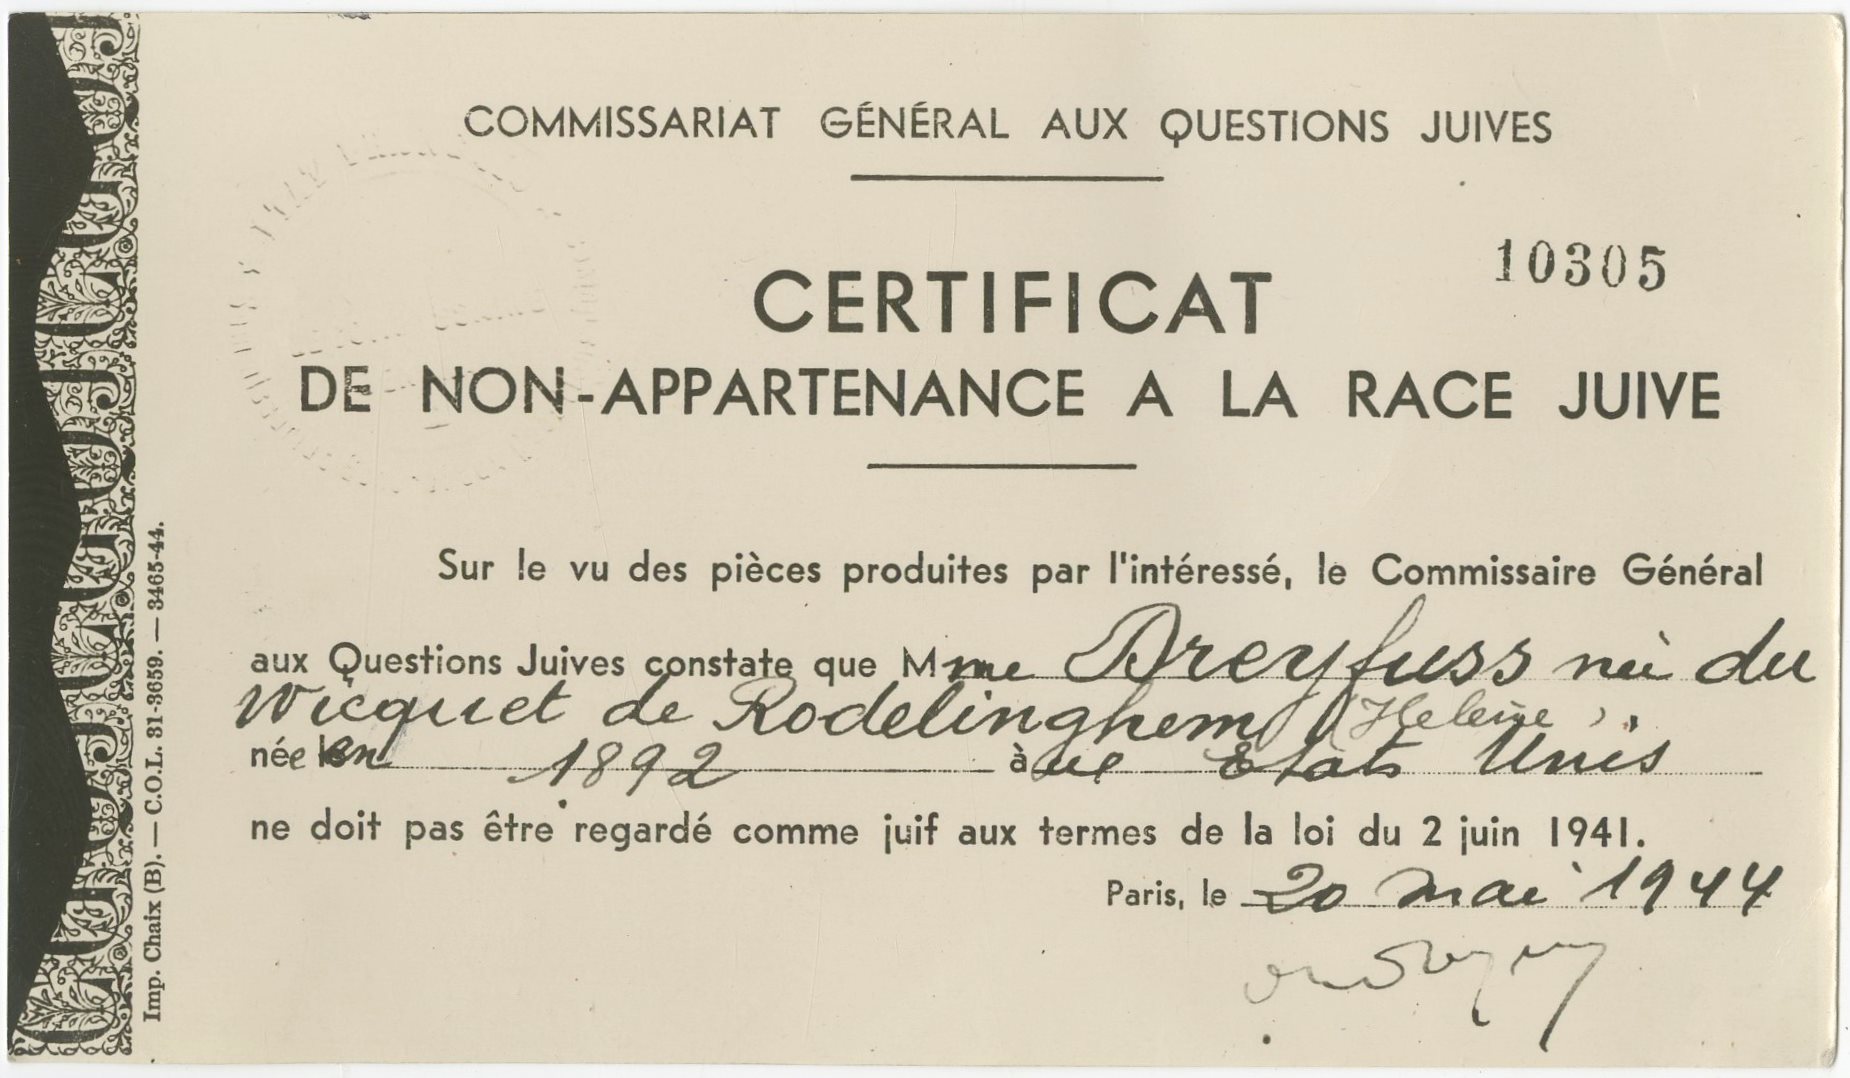 COMMISSARIAT GÉNÉRAL AUX QUESTIONS JUIVES
10305
CERTIFICAT
DE NON-APPARTENANCE A LA RACE JUIVE
Sur le vu des pièces produites par l'intéressé, le Commissaire Général
aux Questions Juives constate que Mme Dreyfuss née du
Wicquet de Rodelinghem (Helene).
née en 1892 à aux Etats Unis
ne doit pas être regardé comme juif aux termes de la loi du 2 juin 1941.
Paris, le 20 mai 1944
Imp. Chaix (B). — C.O.L. 31-3659. — 3465-44.